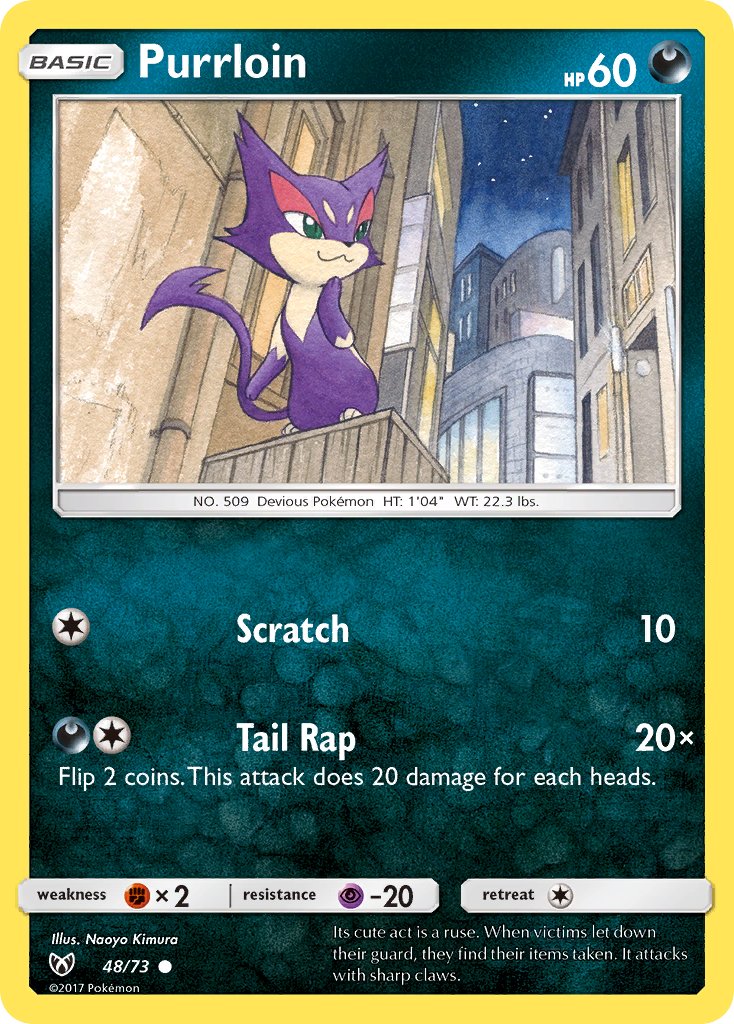 BASIC Purrloin HP 60
NO. 509 Devious Pokémon HT: 1'04" WT: 22.3 lbs.
Scratch 10
Tail Rap 20×
Flip 2 coins. This attack does 20 damage for each heads.
weakness ×2 resistance -20 retreat
Illus. Naoyo Kimura
48/73
©2017 Pokémon
Its cute act is a ruse. When victims let down
their guard, they find their items taken. It attacks
with sharp claws.